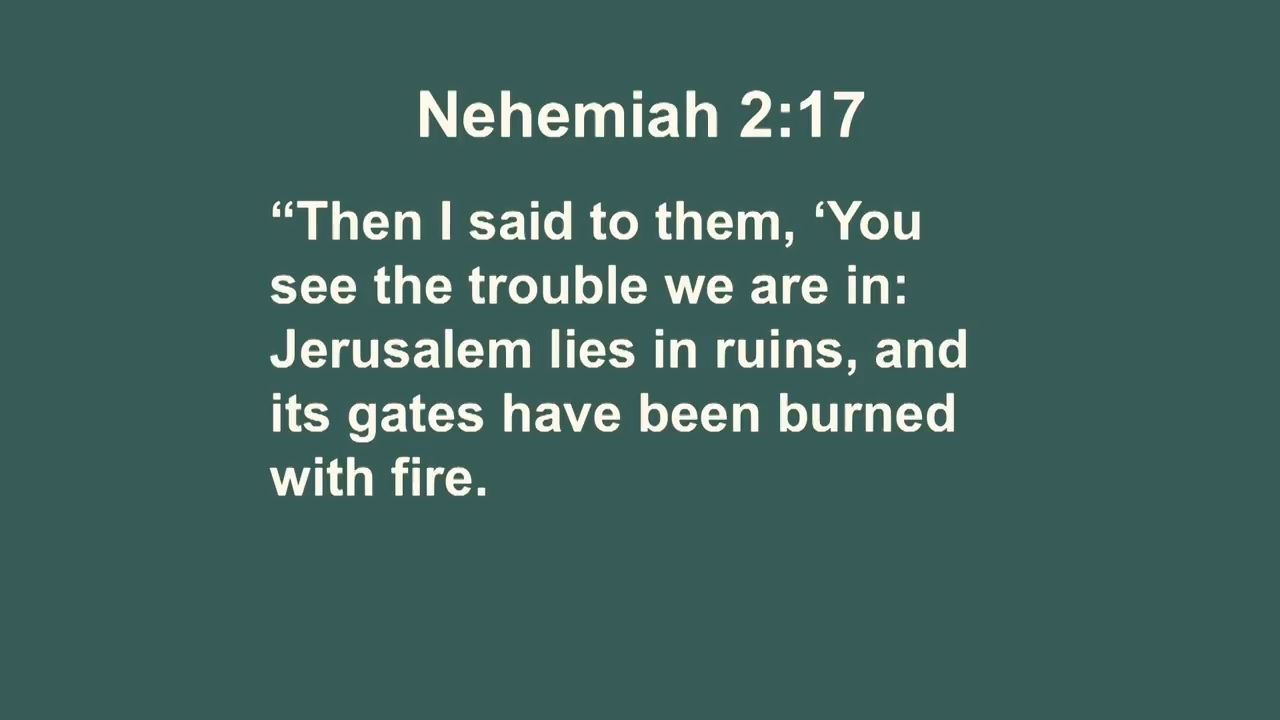 Nehemiah 2:17
“Then I said to them, ‘You
see the trouble we are in:
Jerusalem lies in ruins, and
its gates have been burned
with fire.